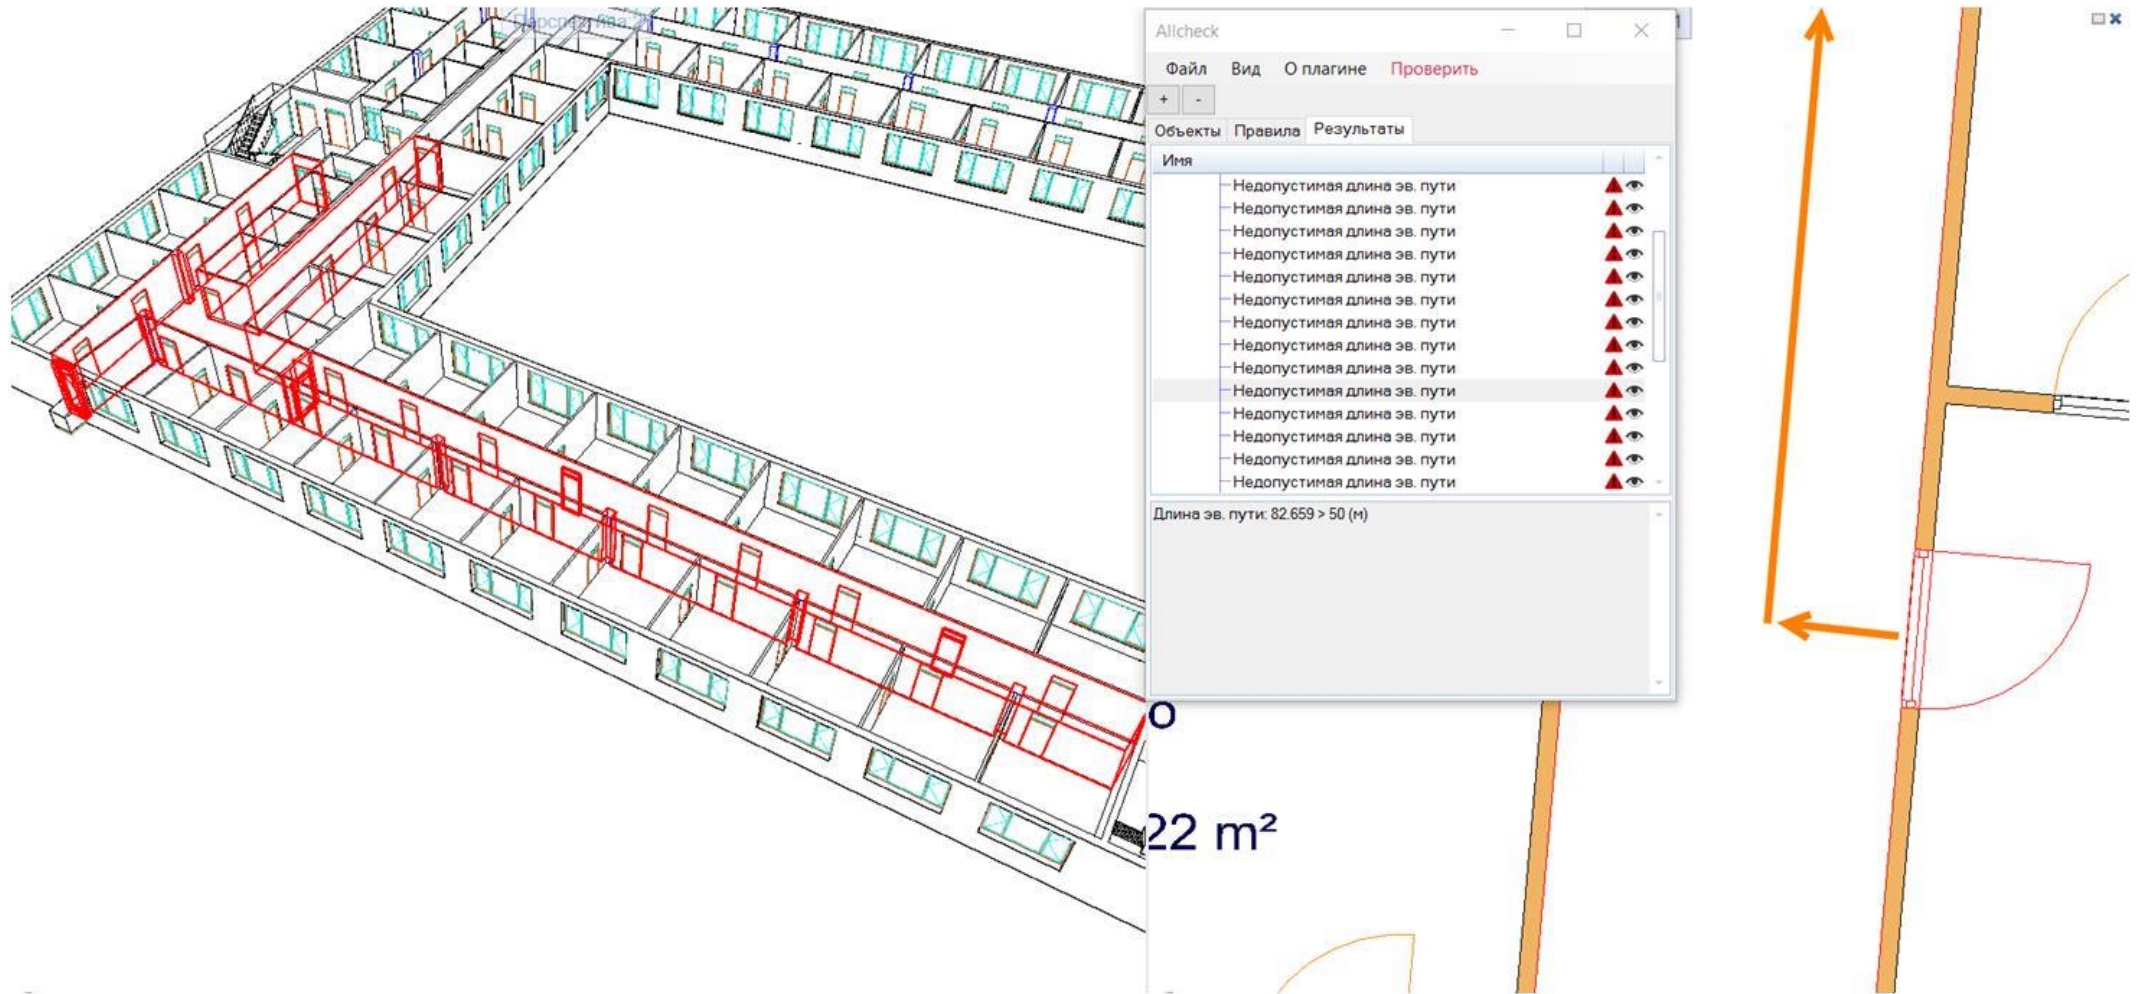 Перспектива:2
Allcheck
Файл Вид О плагине Проверить
+ -
Объекты Правила Результаты
Имя
Недопустимая длина эв. пути
Недопустимая длина эв. пути
Недопустимая длина эв. пути
Недопустимая длина эв. пути
Недопустимая длина эв. пути
Недопустимая длина эв. пути
Недопустимая длина эв. пути
Недопустимая длина эв. пути
Недопустимая длина эв. пути
Недопустимая длина эв. пути
Недопустимая длина эв. пути
Недопустимая длина эв. пути
Недопустимая длина эв. пути
Недопустимая длина эв. пути
Длина эв. пути: 82.659 > 50 (м)
о
22 m²